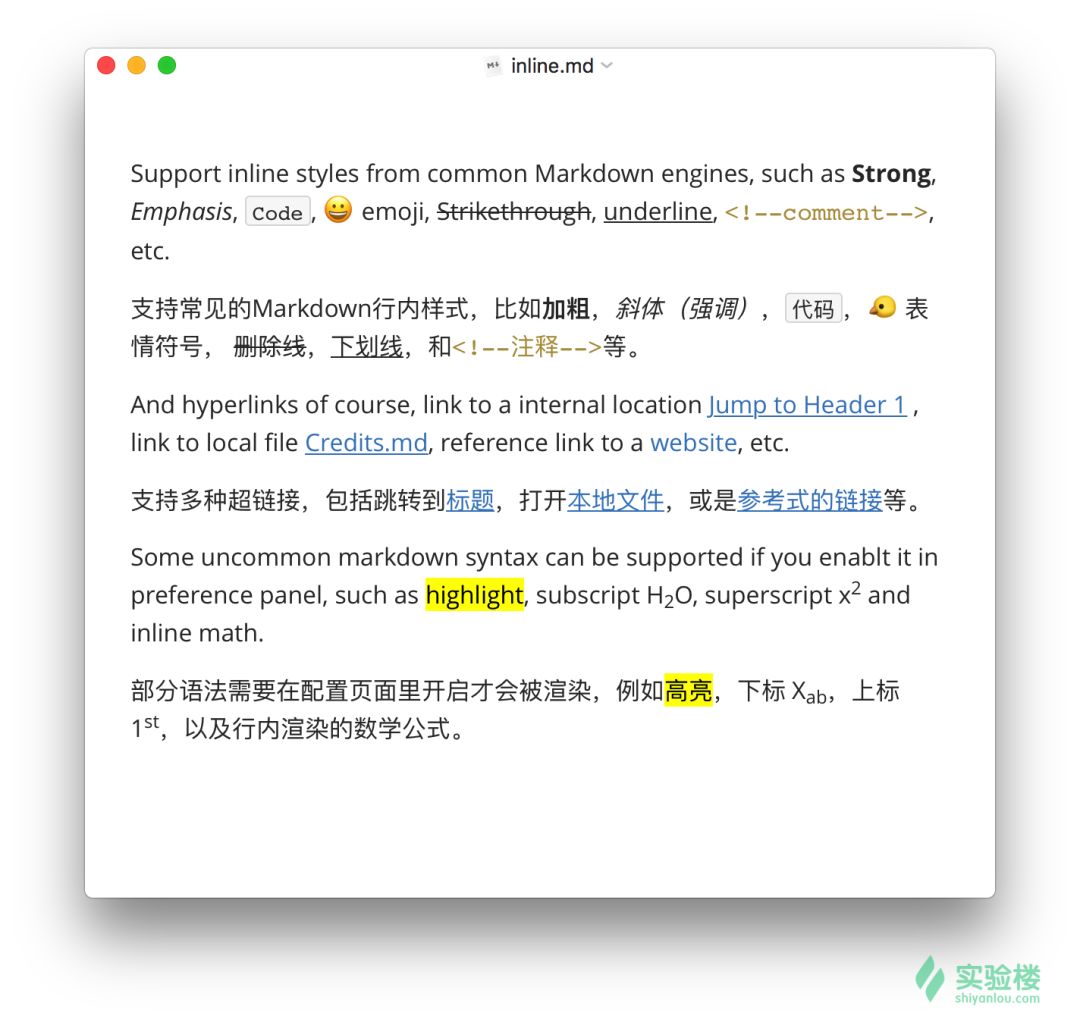 inline.md
Support inline styles from common Markdown engines, such as Strong,
Emphasis, Code, 😀 emoji, Strikethrough, underline, <!--comment-->,
etc.
支持常见的Markdown行内样式，比如加粗，斜体（强调），代码，🐤 表
情符号， 删除线，下划线，和<!--注释-->等。
And hyperlinks of course, link to a internal location Jump to Header 1 ,
link to local file Credits.md, reference link to a website, etc.
支持多种超链接，包括跳转到标题，打开本地文件，或是参考式的链接等。
Some uncommon markdown syntax can be supported if you enablt it in
preference panel, such as highlight, subscript H₂O, superscript x² and
inline math.
部分语法需要在配置页面里开启才会被渲染，例如高亮，下标 Xab，上标
1st，以及行内渲染的数学公式。
实验楼
shiyanlou.com